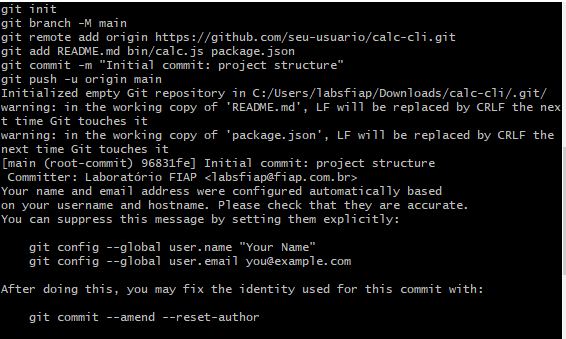 git init
git branch -M main
git remote add origin https://github.com/seu-usuario/calc-cli.git
git add README.md bin/calc.js package.json
git commit -m "Initial commit: project structure"
git push -u origin main
Initialized empty Git repository in C:/Users/labsfiap/Downloads/calc-cli/.git/
warning: in the working copy of 'README.md', LF will be replaced by CRLF the nex
t time Git touches it
warning: in the working copy of 'package.json', LF will be replaced by CRLF the
next time Git touches it
[main (root-commit) 96831fe] Initial commit: project structure
 Committer: Laboratório FIAP <labsfiap@fiap.com.br>
Your name and email address were configured automatically based
on your username and hostname. Please check that they are accurate.
You can suppress this message by setting them explicitly:

    git config --global user.name "Your Name"
    git config --global user.email you@example.com

After doing this, you may fix the identity used for this commit with:

    git commit --amend --reset-author